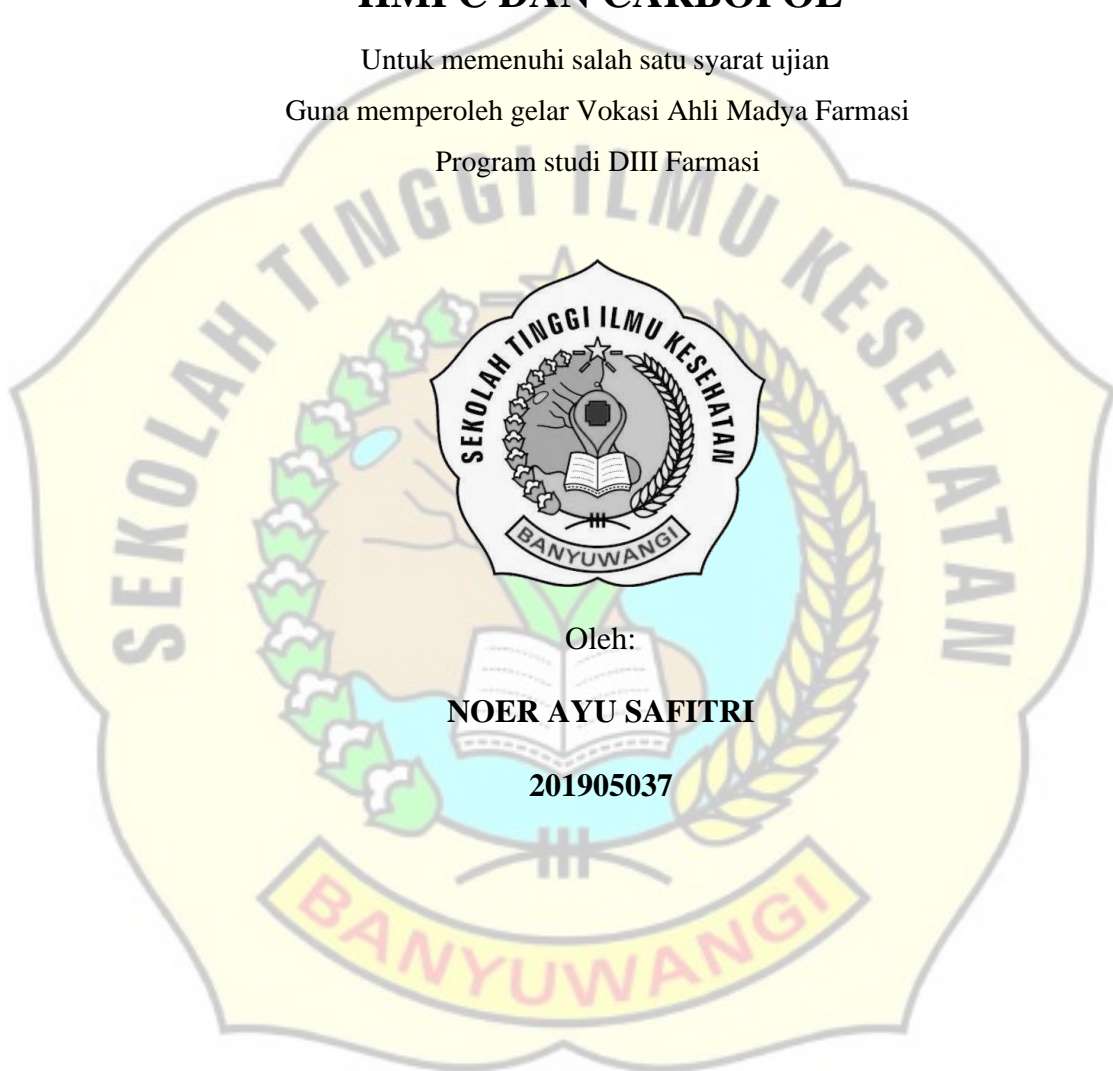 HMPC DAN CARBOPOL
Untuk memenuhi salah satu syarat ujian
Guna memperoleh gelar Vokasi Ahli Madya Farmasi
Program studi DIII Farmasi
SEKOLAH TINGGI ILMU KESEHATAN
BANYUWANGI
SEKOLAH TINGGI ILMU KESEHATAN
BANYUWANGI
Oleh:
NOER AYU SAFITRI
201905037